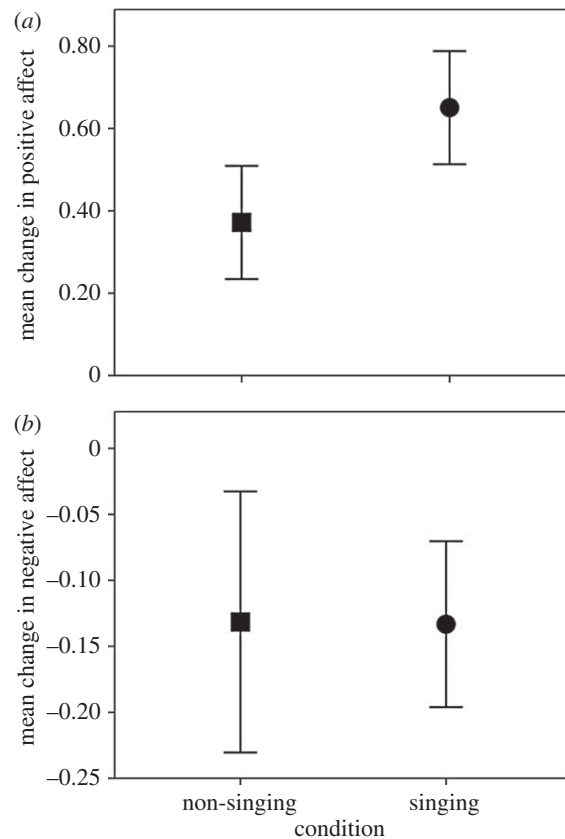 (a)
mean change in positive affect
0.80
0.60
0.40
0.20
0
(b)
mean change in negative affect
0
–0.05
–0.10
–0.15
–0.20
–0.25
non-singing singing
condition